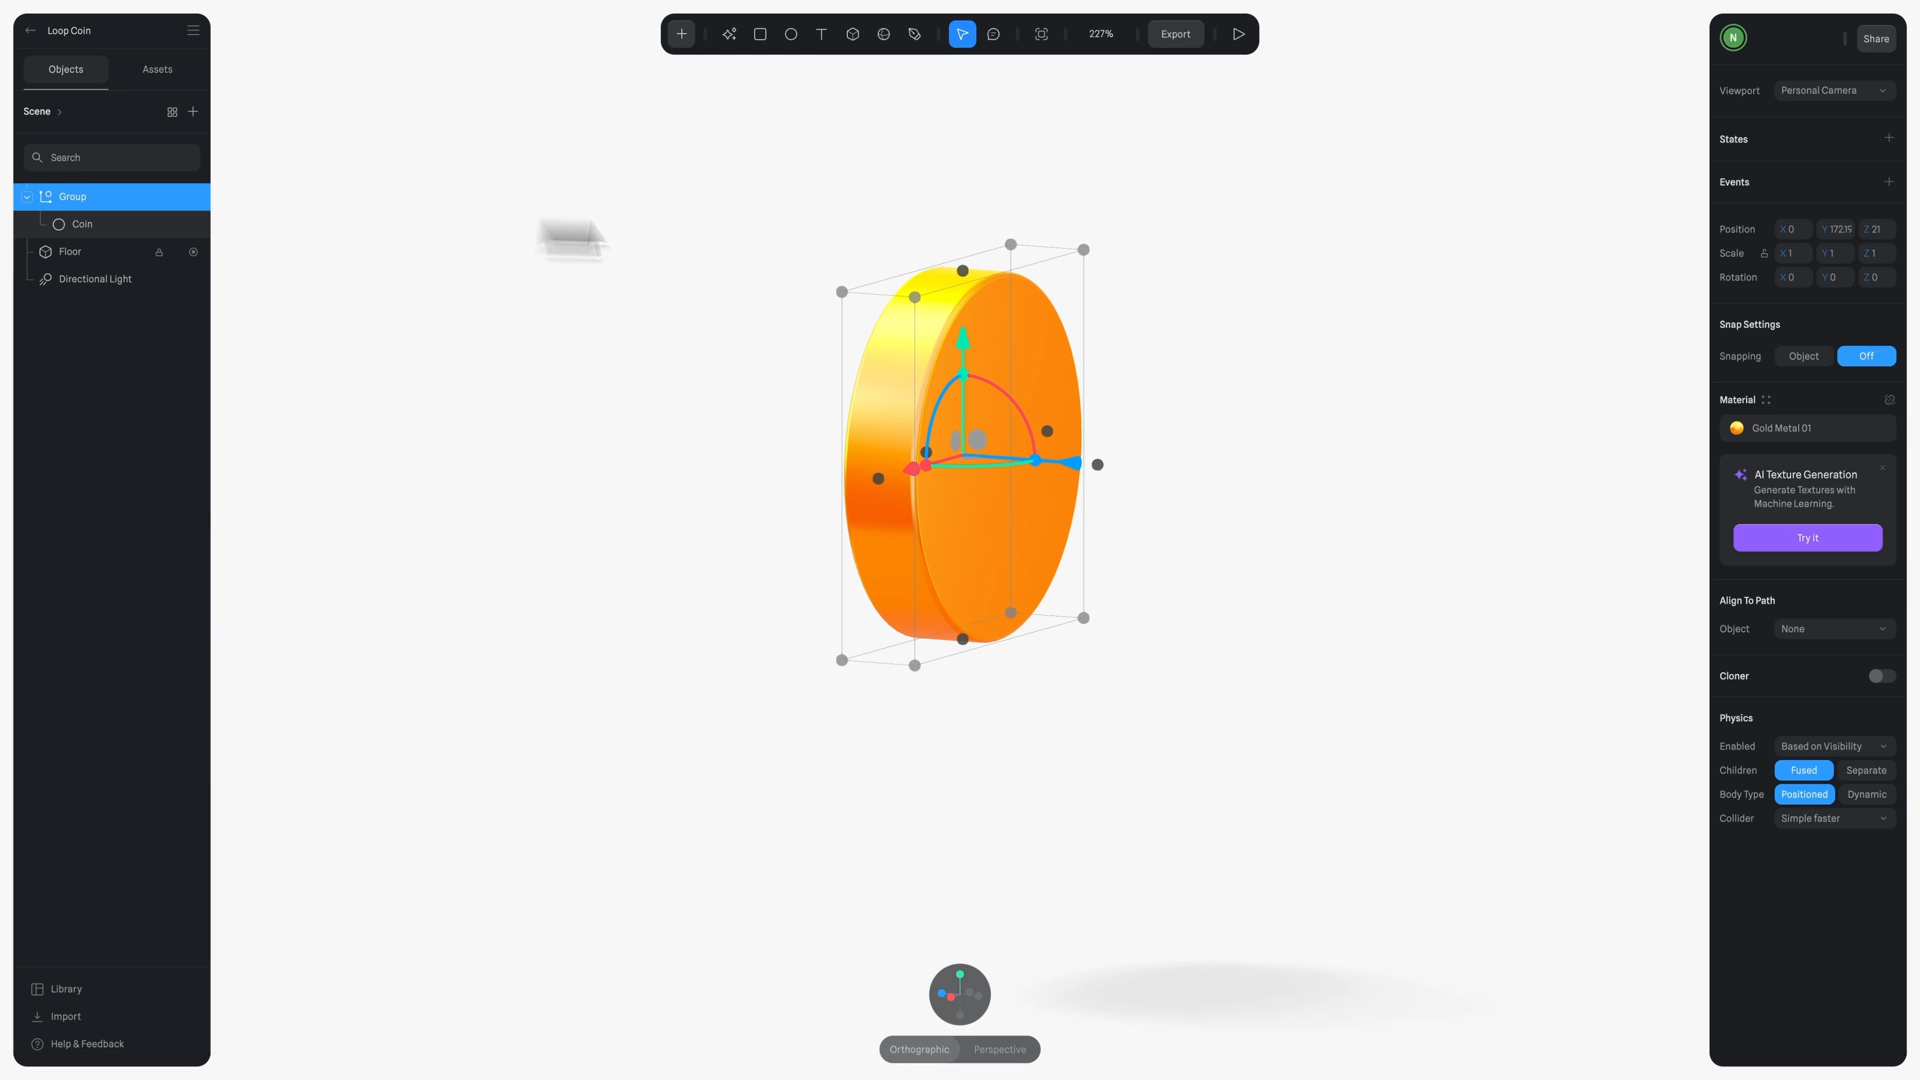 Loop Coin
Objects
Assets
Scene
Search
Group
Coin
Floor
Directional Light
Library
Import
Help & Feedback
227%
Export
Orthographic
Perspective
N
Share
Viewport
Personal Camera
States
Events
Position X 0 Y 172.19 Z 21
Scale X 1 Y 1 Z 1
Rotation X 0 Y 0 Z 0
Snap Settings
Snapping Object Off
Material
Gold Metal 01
AI Texture Generation
Generate Textures with
Machine Learning.
Try it
Align To Path
Object None
Cloner
Physics
Enabled Based on Visibility
Children Fused Separate
Body Type Positioned Dynamic
Collider Simple faster